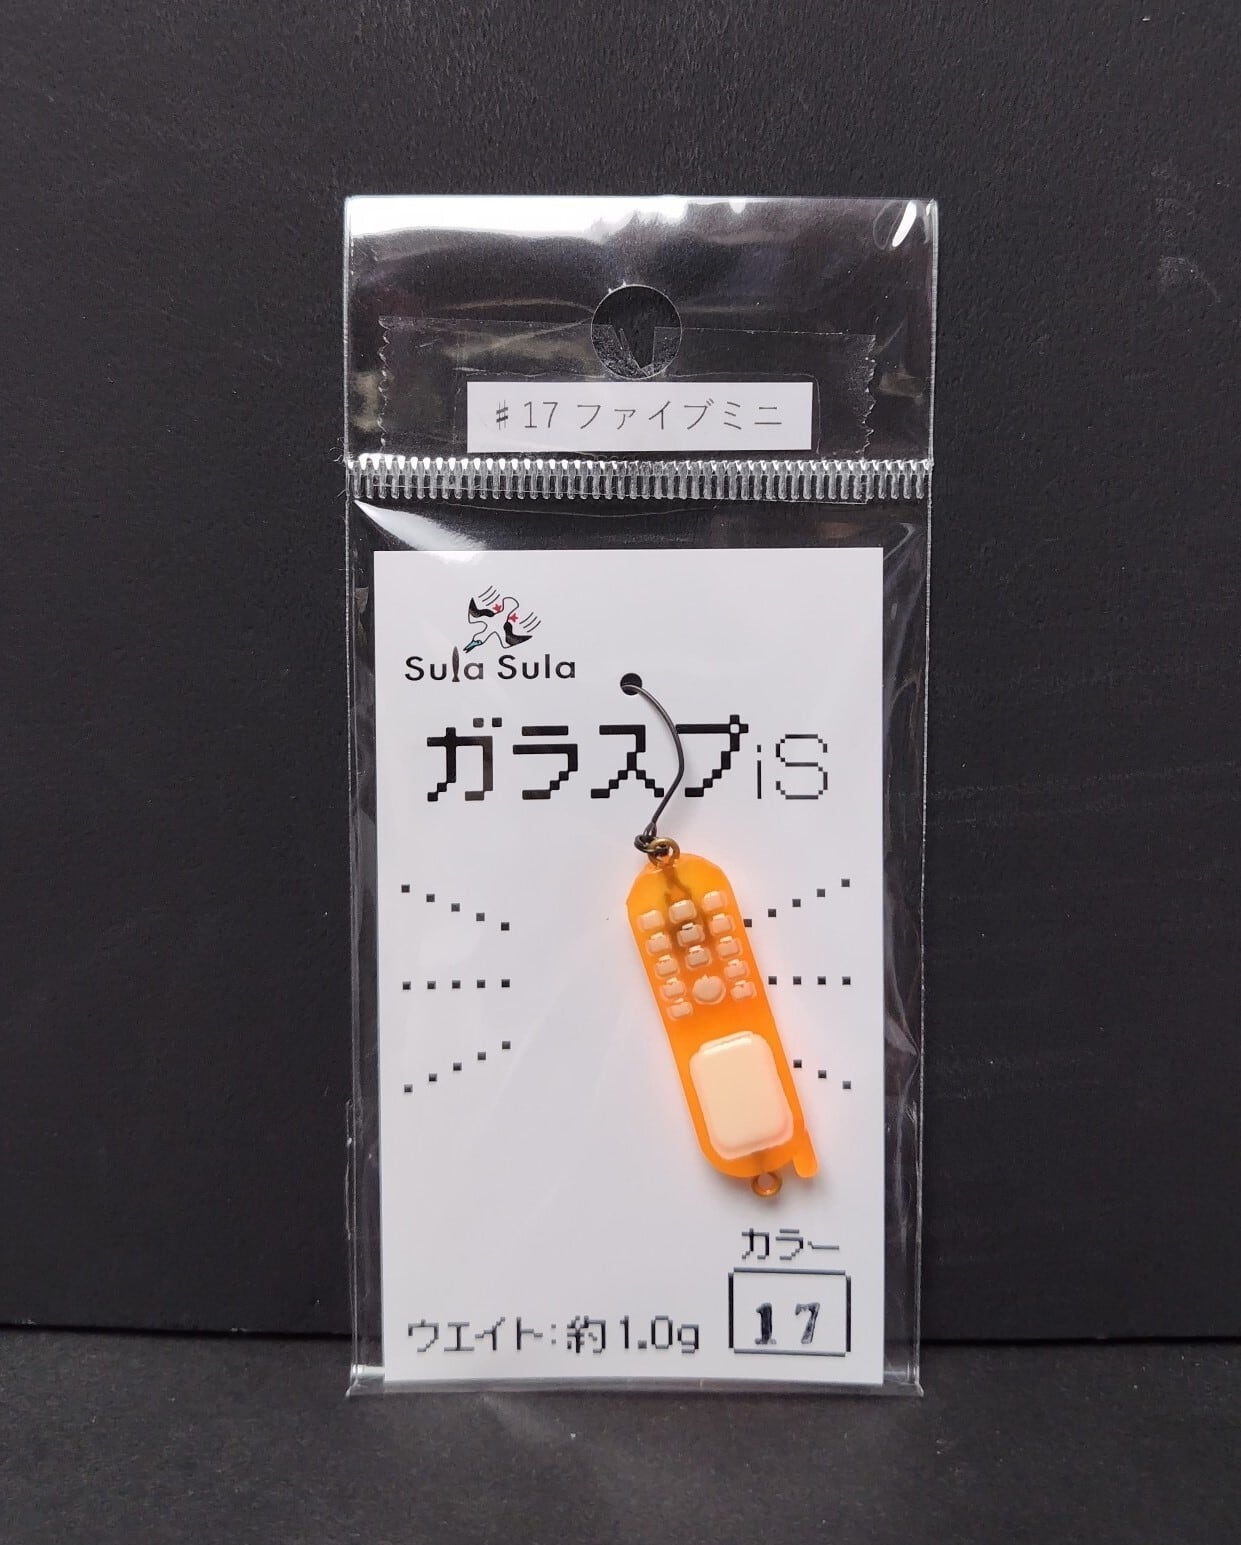 #17 ファイブミニ
Sula Sula
ガラスプiS
カラー
17
ウエイト:約1.0g